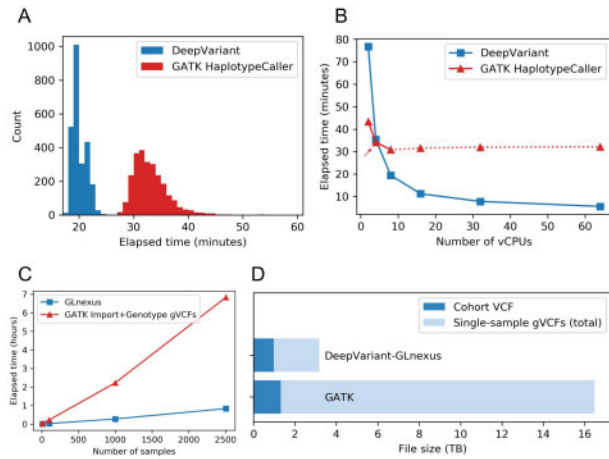 A
DeepVariant
GATK HaplotypeCaller
1000
800
600
400
200
0
Count
20 30 40 50 60
Elapsed time (minutes)
B
DeepVariant
GATK HaplotypeCaller
80
70
60
50
40
30
20
10
Elapsed time (minutes)
0 10 20 30 40 50 60
Number of vCPUs
C
GLnexus
GATK Import+Genotype gVCFs
7
6
5
4
3
2
1
0
Elapsed time (hours)
0 500 1000 1500 2000 2500
Number of samples
D
Cohort VCF
Single-sample gVCFs (total)
DeepVariant-GLnexus
GATK
0 2 4 6 8 10 12 14 16
File size (TB)